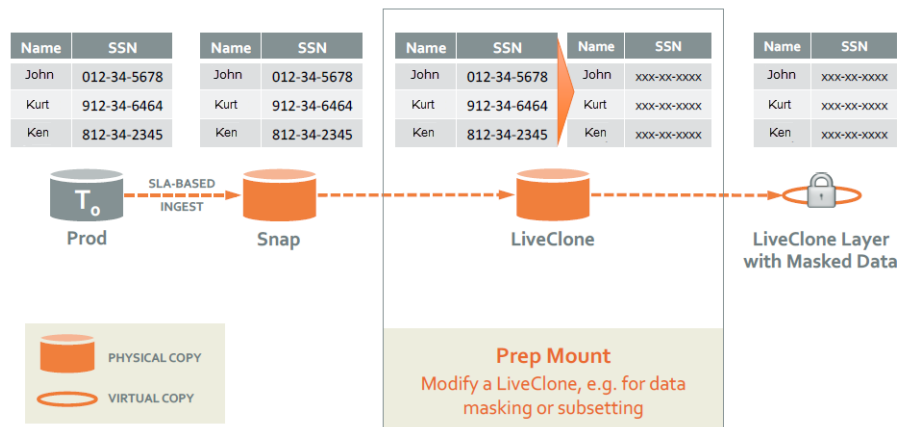 Name SSN
John 012-34-5678
Kurt 912-34-6464
Ken 812-34-2345
Name SSN
John 012-34-5678
Kurt 912-34-6464
Ken 812-34-2345
Name SSN
John 012-34-5678
Kurt 912-34-6464
Ken 812-34-2345
Name SSN
John xxx-xx-xxxx
Kurt xxx-xx-xxxx
Ken xxx-xx-xxxx
Name SSN
John xxx-xx-xxxx
Kurt xxx-xx-xxxx
Ken xxx-xx-xxxx
T0
Prod
SLA-BASED
INGEST
Snap
LiveClone
LiveClone Layer
with Masked Data
Prep Mount
Modify a LiveClone, e.g. for data
masking or subsetting
PHYSICAL COPY
VIRTUAL COPY